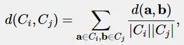 d(C_i, C_j) = \sum_{\mathbf{a} \in C_i, \mathbf{b} \in C_j} \frac{d(\mathbf{a}, \mathbf{b})}{|C_i||C_j|},